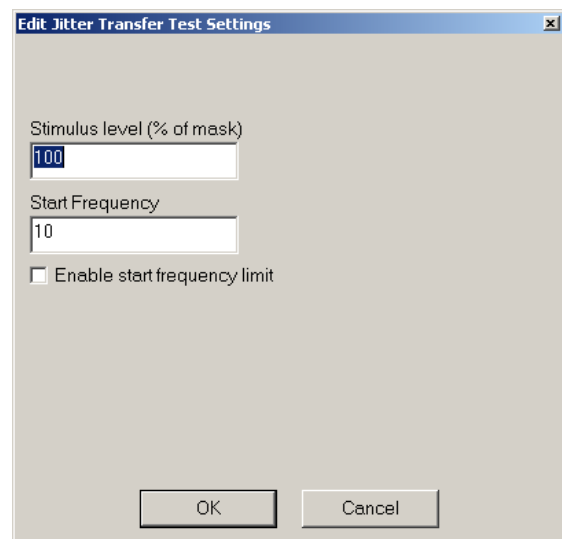 Edit Jitter Transfer Test Settings
Stimulus level (% of mask)
100
Start Frequency
10
Enable start frequency limit
OK Cancel